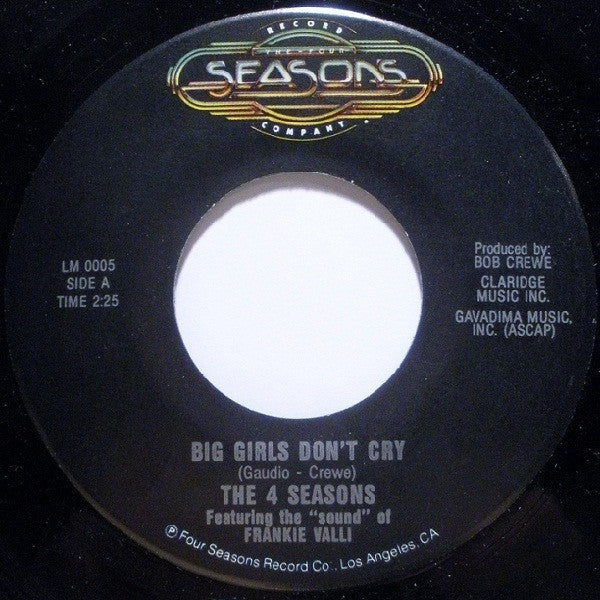 RECORD
THE FOUR
SEASONS
COMPANY
LM 0005
SIDE A
TIME 2:25
Produced by:
BOB CREWE
CLARIDGE
MUSIC INC.
GAVADIMA MUSIC,
INC. (ASCAP)
BIG GIRLS DON'T CRY
(Gaudio - Crewe)
THE 4 SEASONS
Featuring the "sound" of
FRANKIE VALLI
℗ Four Seasons Record Co., Los Angeles, CA